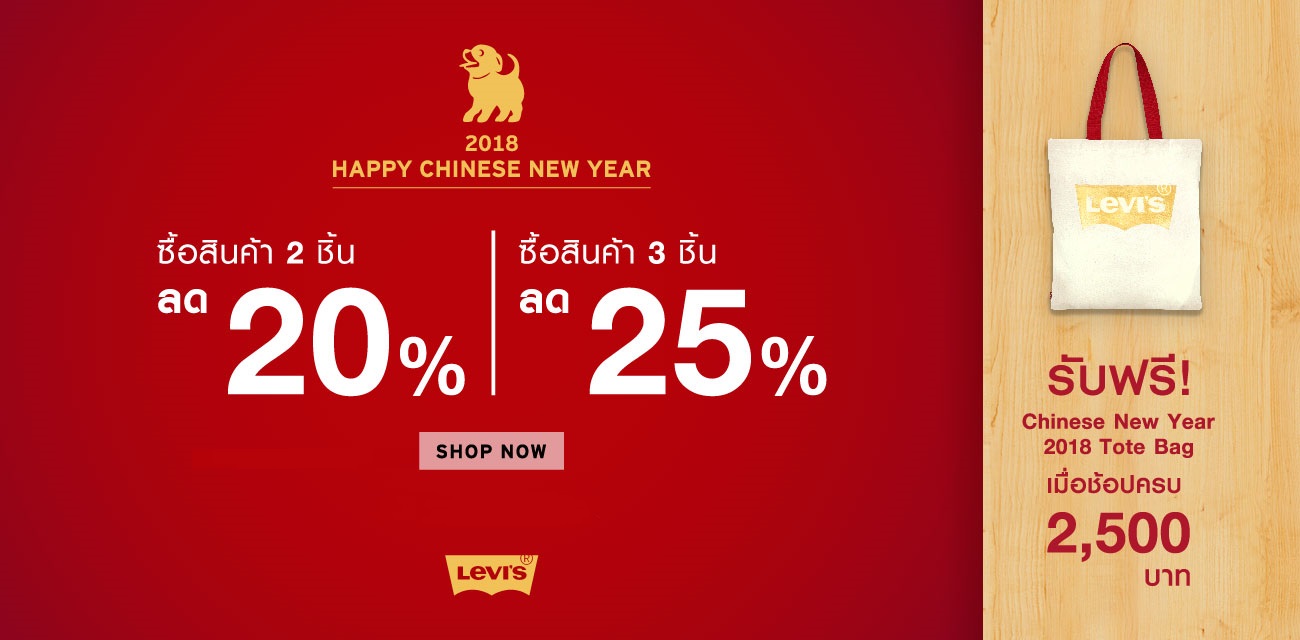 2018
HAPPY CHINESE NEW YEAR
ซื้อสินค้า 2 ชิ้น
ลด 20%
ซื้อสินค้า 3 ชิ้น
ลด 25%
SHOP NOW
LEVI'S®
LEVI'S®
รับฟรี!
Chinese New Year
2018 Tote Bag
เมื่อช้อปครบ
2,500
บาท